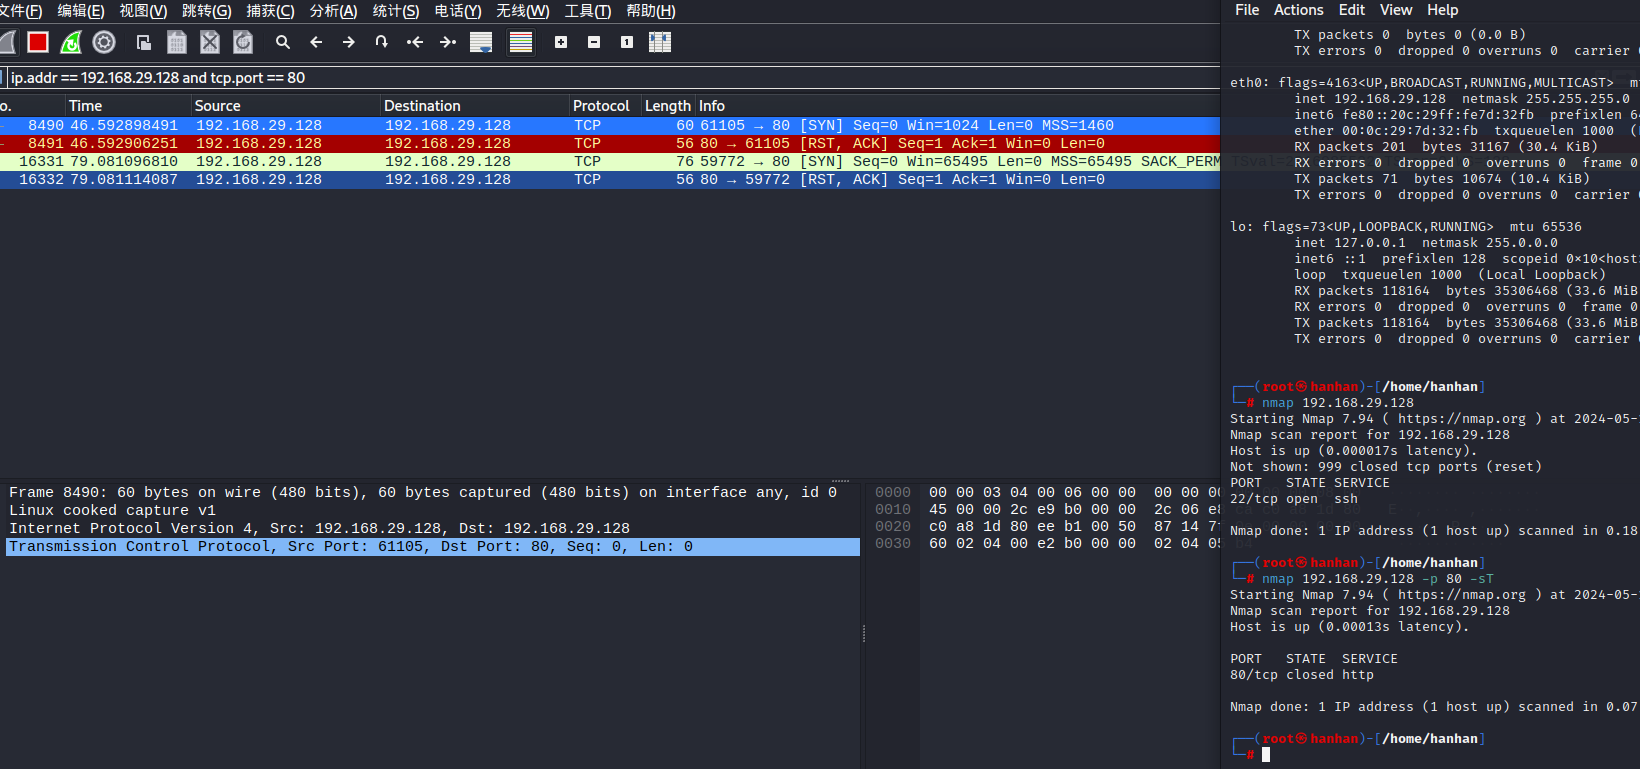 文件(F) 编辑(E) 视图(V) 跳转(G) 捕获(C) 分析(A) 统计(S) 电话(Y) 无线(W) 工具(T) 帮助(H)
ip.addr == 192.168.29.128 and tcp.port == 80
o. Time Source Destination Protocol Length Info
8490 46.592898491 192.168.29.128 192.168.29.128 TCP 60 61105 → 80 [SYN] Seq=0 Win=1024 Len=0 MSS=1460
8491 46.592906251 192.168.29.128 192.168.29.128 TCP 56 80 → 61105 [RST, ACK] Seq=1 Ack=1 Win=0 Len=0
16331 79.081096810 192.168.29.128 192.168.29.128 TCP 76 59772 → 80 [SYN] Seq=0 Win=65495 Len=0 MSS=65495 SACK_PERM
16332 79.081114087 192.168.29.128 192.168.29.128 TCP 56 80 → 59772 [RST, ACK] Seq=1 Ack=1 Win=0 Len=0
Frame 8490: 60 bytes on wire (480 bits), 60 bytes captured (480 bits) on interface any, id 0
Linux cooked capture v1
Internet Protocol Version 4, Src: 192.168.29.128, Dst: 192.168.29.128
Transmission Control Protocol, Src Port: 61105, Dst Port: 80, Seq: 0, Len: 0
0000 00 00 03 04 00 06 00 00 00 00 00
0010 45 00 00 2c e9 b0 00 00 2c 06 e8
0020 c0 a8 1d 80 ee b1 00 50 87 14 7f
0030 60 02 04 00 e2 b0 00 00 02 04 05
File Actions Edit View Help
TX packets 0 bytes 0 (0.0 B)
TX errors 0 dropped 0 overruns 0 carrier
eth0: flags=4163<UP,BROADCAST,RUNNING,MULTICAST> m
inet 192.168.29.128 netmask 255.255.255.0
inet6 fe80::20c:29ff:fe7d:32fb prefixlen 6
ether 00:0c:29:7d:32:fb txqueuelen 1000 (
RX packets 201 bytes 31167 (30.4 KiB)
RX errors 0 dropped 0 overruns 0 frame 0
TX packets 71 bytes 10674 (10.4 KiB)
TX errors 0 dropped 0 overruns 0 carrier
lo: flags=73<UP,LOOPBACK,RUNNING> mtu 65536
inet 127.0.0.1 netmask 255.0.0.0
inet6 ::1 prefixlen 128 scopeid 0×10<host
loop txqueuelen 1000 (Local Loopback)
RX packets 118164 bytes 35306468 (33.6 MiB
RX errors 0 dropped 0 overruns 0 frame 0
TX packets 118164 bytes 35306468 (33.6 MiB
TX errors 0 dropped 0 overruns 0 carrier
┌──(root㉿hanhan)-[/home/hanhan]
└─# nmap 192.168.29.128
Starting Nmap 7.94 ( https://nmap.org ) at 2024-05-
Nmap scan report for 192.168.29.128
Host is up (0.000017s latency).
Not shown: 999 closed tcp ports (reset)
PORT STATE SERVICE
22/tcp open ssh
Nmap done: 1 IP address (1 host up) scanned in 0.18
┌──(root㉿hanhan)-[/home/hanhan]
└─# nmap 192.168.29.128 -p 80 -sT
Starting Nmap 7.94 ( https://nmap.org ) at 2024-05-
Nmap scan report for 192.168.29.128
Host is up (0.00013s latency).
PORT STATE SERVICE
80/tcp closed http
Nmap done: 1 IP address (1 host up) scanned in 0.07
┌──(root㉿hanhan)-[/home/hanhan]
└─#